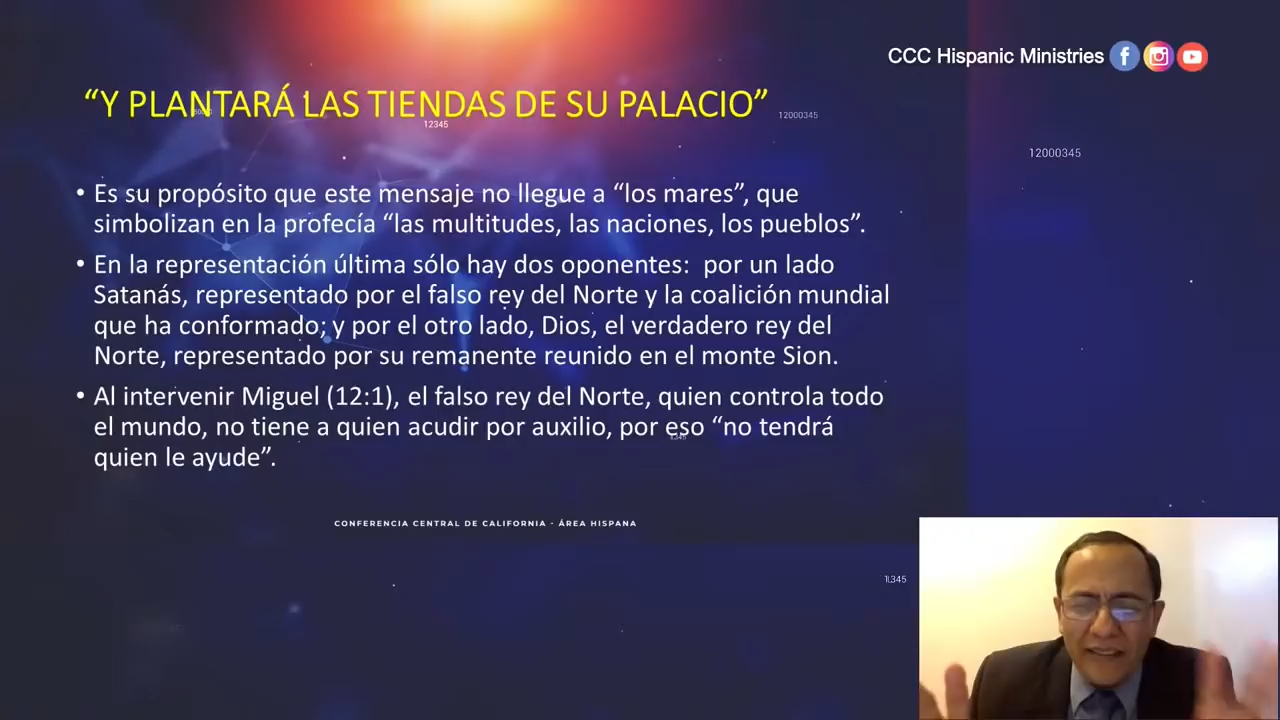 CCC Hispanic Ministries
“Y PLANTARÁ LAS TIENDAS DE SU PALACIO”
12345
12000345
12000345
• Es su propósito que este mensaje no llegue a “los mares”, que
simbolizan en la profecía “las multitudes, las naciones, los pueblos”.
• En la representación última sólo hay dos oponentes: por un lado
Satanás, representado por el falso rey del Norte y la coalición mundial
que ha conformado; y por el otro lado, Dios, el verdadero rey del
Norte, representado por su remanente reunido en el monte Sion.
• Al intervenir Miguel (12:1), el falso rey del Norte, quien controla todo
el mundo, no tiene a quien acudir por auxilio, por eso “no tendrá
quien le ayude”.
CONFERENCIA CENTRAL DE CALIFORNIA - ÁREA HISPANA